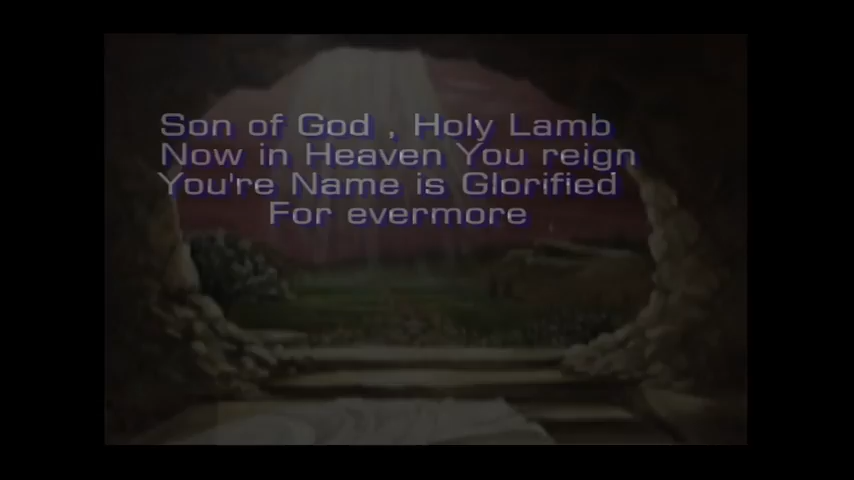 Son of God , Holy Lamb
Now in Heaven You reign
You're Name is Glorified
For evermore